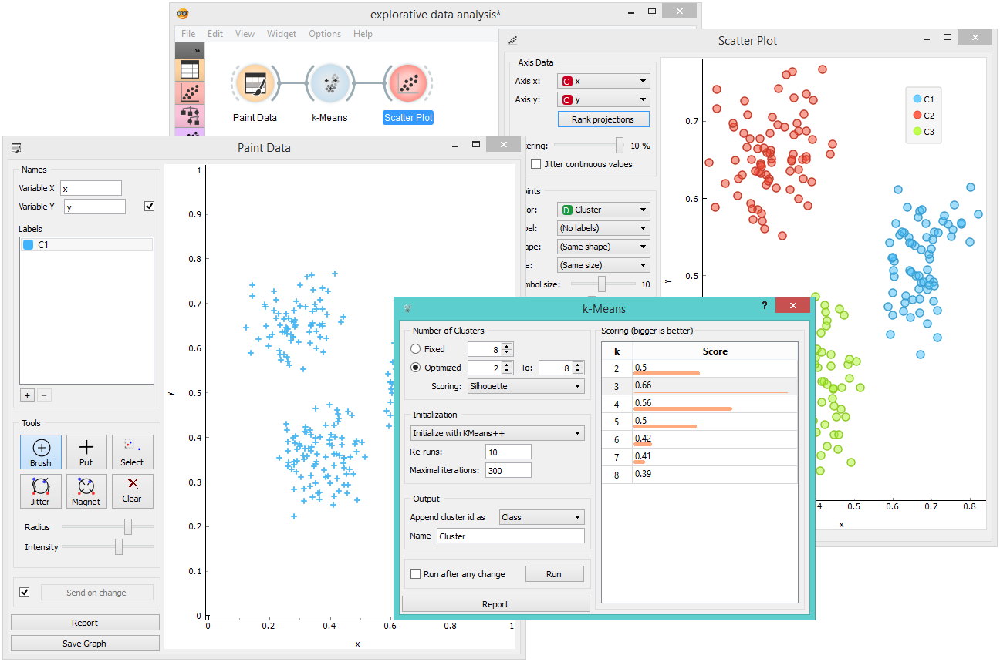 explorative data analysis*
File Edit View Widget Options Help
»
Paint Data
k-Means
Scatter Plot
Scatter Plot
Axis Data
Axis x: C x
Axis y: C y
Rank projections
tering: 10 %
Jitter continuous values
oints
or: D Cluster
bel: (No labels)
ape: (Same shape)
e: (Same size)
mbol size: 10
0.7
0.6
0.5
y
C1
C2
C3
4 0.5 0.6 0.7 0.8
x
Paint Data
Names
Variable X x
Variable Y y
Labels
C1
+ −
Tools
Brush Put Select
Jitter Magnet Clear
Radius
Intensity
Send on change
Report
Save Graph
1
0.9
0.8
0.7
0.6
0.5
0.4
0.3
0.2
0.1
0
y
0 0.2 0.4 0.6 1
x
k-Means
?
Number of Clusters
Fixed 8
Optimized 2 To: 8
Scoring: Silhouette
Initialization
Initialize with KMeans++
Re-runs: 10
Maximal iterations: 300
Output
Append cluster id as Class
Name Cluster
Run after any change Run
Report
Scoring (bigger is better)
k Score
2 0.5
3 0.66
4 0.56
5 0.5
6 0.42
7 0.41
8 0.39